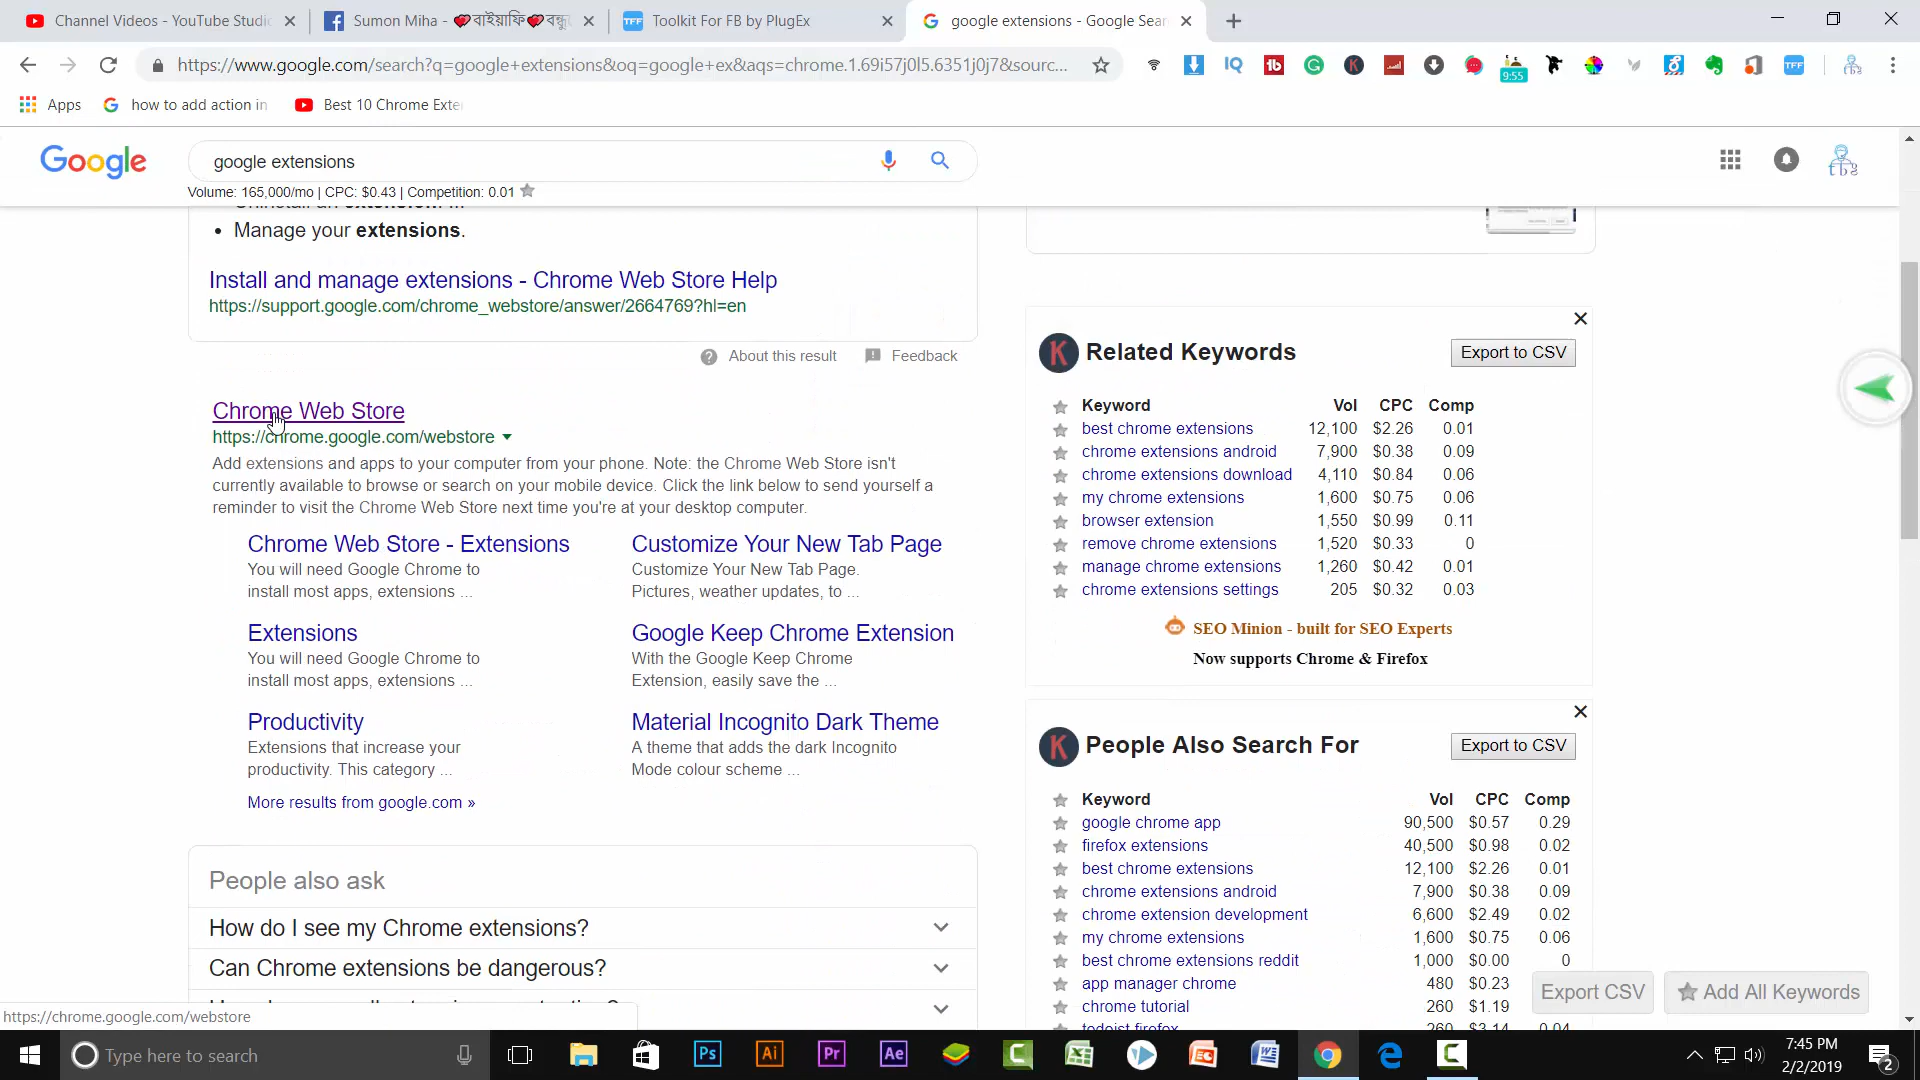 Channel Videos - YouTube Studi
Sumon Miha - ❤বাইয়াফি❤বন্ধু
TFF Toolkit For FB by PlugEx
google extensions - Google Sear
https://www.google.com/search?q=google+extensions&oq=google+ex&aqs=chrome.1.69i57j0l5.6351j0j7&sourc...
9:55
TFF
Apps
how to add action in
Best 10 Chrome Exte
Google
google extensions
Volume: 165,000/mo | CPC: $0.43 | Competition: 0.01
Manage your extensions.
Install and manage extensions - Chrome Web Store Help
https://support.google.com/chrome_webstore/answer/2664769?hl=en
About this result Feedback
Chrome Web Store
https://chrome.google.com/webstore
Add extensions and apps to your computer from your phone. Note: the Chrome Web Store isn't
currently available to browse or search on your mobile device. Click the link below to send yourself a
reminder to visit the Chrome Web Store next time you're at your desktop computer.
Chrome Web Store - Extensions
You will need Google Chrome to
install most apps, extensions ...
Customize Your New Tab Page
Customize Your New Tab Page.
Pictures, weather updates, to ...
Extensions
You will need Google Chrome to
install most apps, extensions ...
Google Keep Chrome Extension
With the Google Keep Chrome
Extension, easily save the ...
Productivity
Extensions that increase your
productivity. This category ...
Material Incognito Dark Theme
A theme that adds the dark Incognito
Mode colour scheme ...
More results from google.com »
People also ask
How do I see my Chrome extensions?
Can Chrome extensions be dangerous?
https://chrome.google.com/webstore
Related Keywords
Export to CSV
Keyword Vol CPC Comp
best chrome extensions 12,100 $2.26 0.01
chrome extensions android 7,900 $0.38 0.09
chrome extensions download 4,110 $0.84 0.06
my chrome extensions 1,600 $0.75 0.06
browser extension 1,550 $0.99 0.11
remove chrome extensions 1,520 $0.33 0
manage chrome extensions 1,260 $0.42 0.01
chrome extensions settings 205 $0.32 0.03
SEO Minion - built for SEO Experts
Now supports Chrome & Firefox
People Also Search For
Export to CSV
Keyword Vol CPC Comp
google chrome app 90,500 $0.57 0.29
firefox extensions 40,500 $0.98 0.02
best chrome extensions 12,100 $2.26 0.01
chrome extensions android 7,900 $0.38 0.09
chrome extension development 6,600 $2.49 0.02
my chrome extensions 1,600 $0.75 0.06
best chrome extensions reddit 1,000 $0.00 0
app manager chrome 480 $0.23
chrome tutorial 260 $1.19
todoist firefox 260 $3.14 0.04
Export CSV
Add All Keywords
Type here to search
Ps
Ai
Pr
Ae
7:45 PM
2/2/2019
2